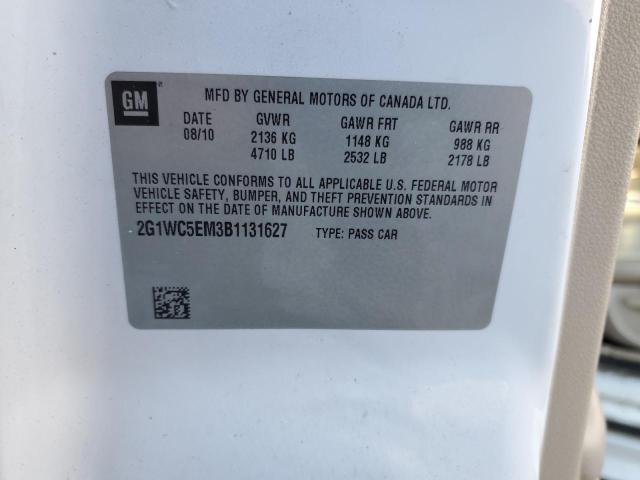 GM
MFD BY GENERAL MOTORS OF CANADA LTD.
DATE GVWR GAWR FRT GAWR RR
08/10 2136 KG 1148 KG 988 KG
4710 LB 2532 LB 2178 LB
THIS VEHICLE CONFORMS TO ALL APPLICABLE U.S. FEDERAL MOTOR
VEHICLE SAFETY, BUMPER, AND THEFT PREVENTION STANDARDS IN
EFFECT ON THE DATE OF MANUFACTURE SHOWN ABOVE.
2G1WC5EM3B1131627 TYPE: PASS CAR